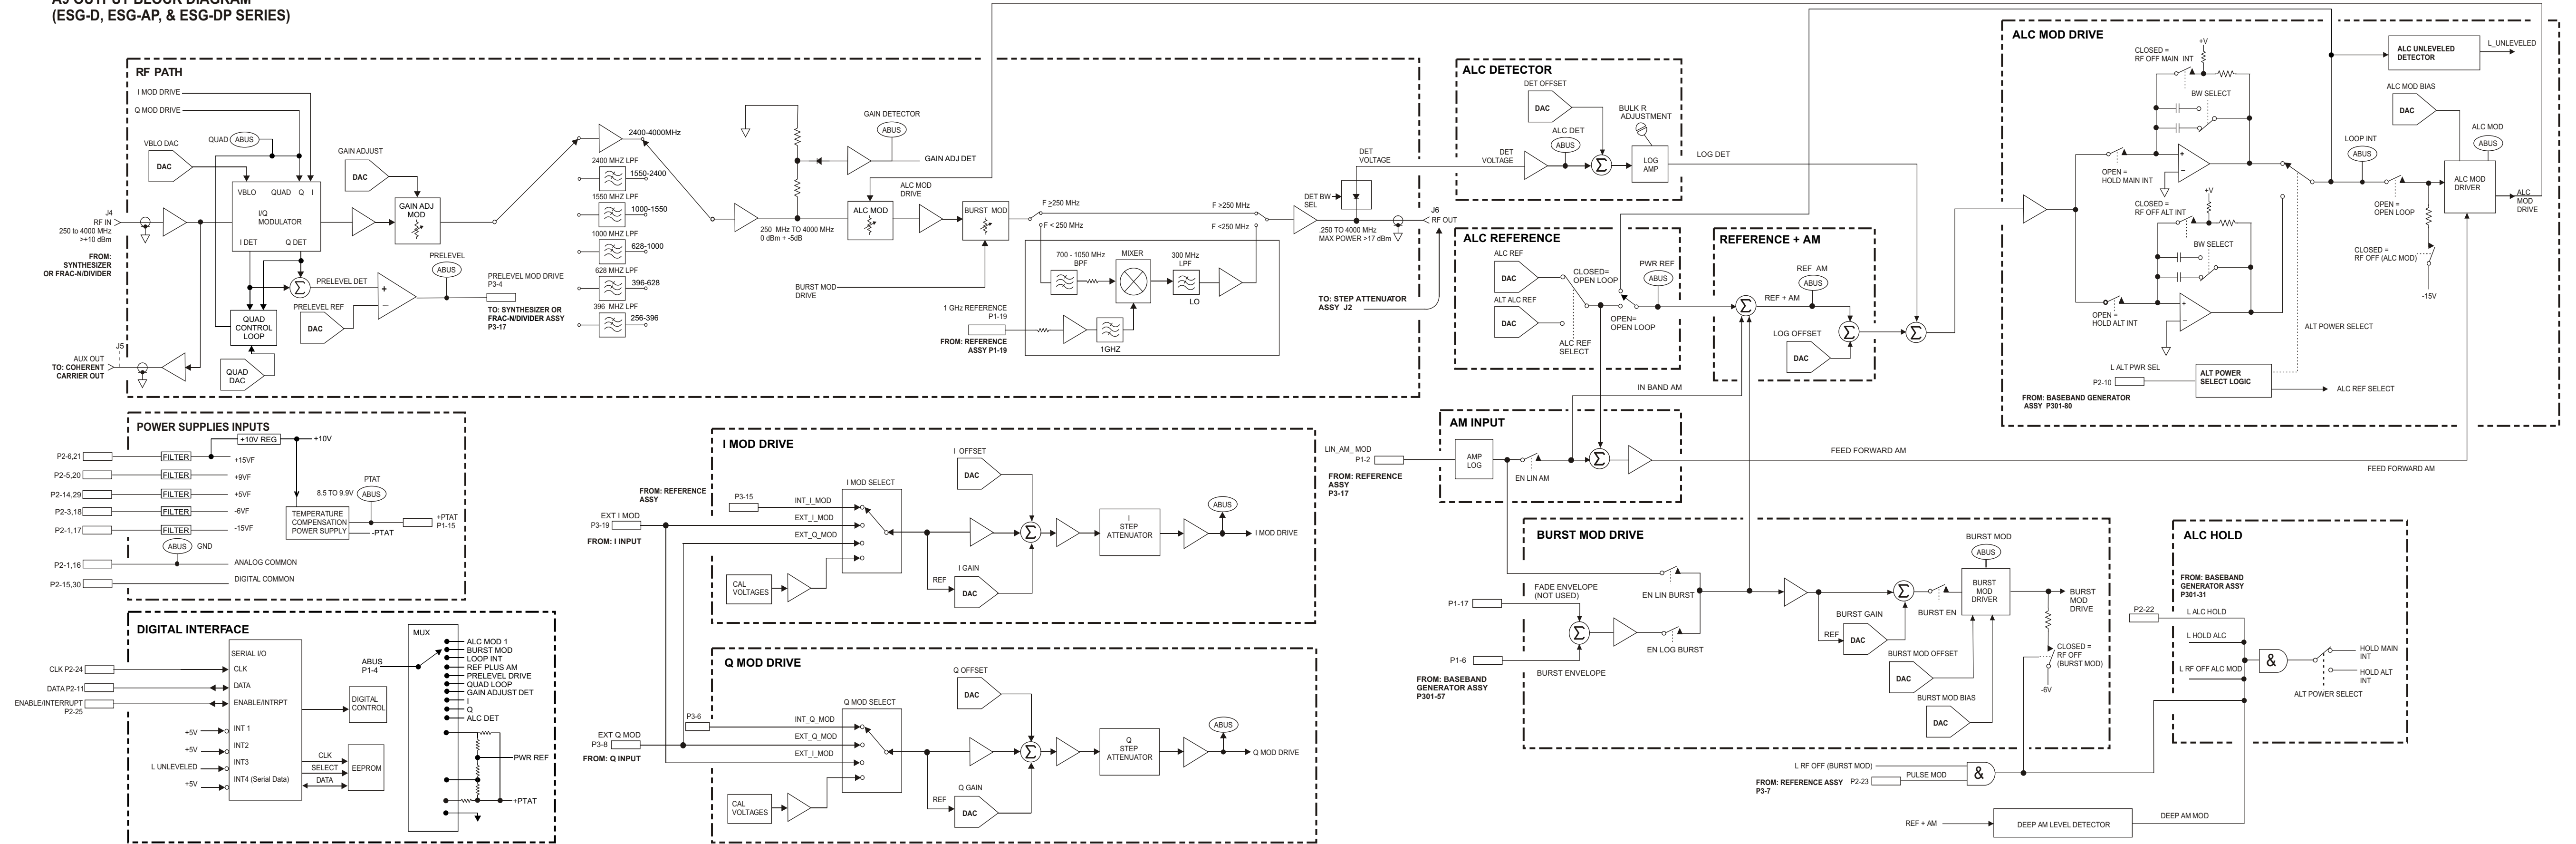 A9 OUTPUT BLOCK DIAGRAM
(ESG-D, ESG-AP, & ESG-DP SERIES)
RF PATH
I MOD DRIVE
Q MOD DRIVE
VBLO DAC
DAC
QUAD
ABUS
VBLO QUAD Q I
I/Q
MODULATOR
I DET Q DET
J4
RF IN
250 to 4000 MHz
>+10 dBm
FROM:
SYNTHESIZER
OR FRAC-N/DIVIDER
J5
AUX OUT
TO: COHERENT
CARRIER OUT
QUAD
CONTROL
LOOP
QUAD
DAC
PRELEVEL DET
PRELEVEL REF
DAC
Σ
+
−
PRELEVEL
ABUS
PRELEVEL MOD DRIVE
P3-4
TO: SYNTHESIZER OR
FRAC-N/DIVIDER ASSY
P3-17
GAIN ADJUST
DAC
GAIN ADJ
MOD
2400-4000MHz
2400 MHZ LPF
1550-2400
1550 MHZ LPF
1000-1550
1000 MHZ LPF
628-1000
628 MHZ LPF
396-628
396 MHZ LPF
256-396
250 MHz TO 4000 MHz
0 dBm + -5dB
GAIN DETECTOR
ABUS
GAIN ADJ DET
ALC MOD
DRIVE
ALC MOD
BURST MOD
BURST MOD
DRIVE
F ≥250 MHz
F < 250 MHz
F ≥250 MHz
F <250 MHz
700 - 1050 MHz
BPF
MIXER
300 MHz
LPF
LO
1 GHz REFERENCE
P1-19
FROM: REFERENCE
ASSY P1-19
1GHZ
DET
VOLTAGE
DET BW
SEL
.250 TO 4000 MHz
MAX POWER >17 dBm
J6
RF OUT
TO: STEP ATTENUATOR
ASSY J2
ALC DETECTOR
DET OFFSET
DAC
DET
VOLTAGE
ALC DET
ABUS
Σ
BULK R
ADJUSTMENT
LOG
AMP
LOG DET
ALC REFERENCE
ALC REF
DAC
ALT ALC REF
DAC
CLOSED=
OPEN LOOP
PWR REF
ABUS
OPEN=
OPEN LOOP
ALC REF
SELECT
REFERENCE + AM
REF AM
ABUS
Σ
REF + AM
LOG OFFSET
DAC
Σ
Σ
IN BAND AM
ALC MOD DRIVE
CLOSED =
RF OFF MAIN INT
+V
BW SELECT
OPEN =
HOLD MAIN INT
+
−
CLOSED =
RF OFF ALT INT
+V
BW SELECT
OPEN =
HOLD ALT INT
+
−
ALC UNLEVELED
DETECTOR
L_UNLEVELED
ALC MOD BIAS
DAC
LOOP INT
ABUS
ALC MOD
ABUS
ALC MOD
DRIVER
ALC
MOD
DRIVE
OPEN =
OPEN LOOP
CLOSED =
RF OFF (ALC MOD)
-15V
ALT POWER SELECT
L ALT PWR SEL
P2-10
ALT POWER
SELECT LOGIC
ALC REF SELECT
FROM: BASEBAND GENERATOR
ASSY P301-80
POWER SUPPLIES INPUTS
+10V REG
+10V
P2-6,21
FILTER
+15VF
P2-5,20
FILTER
+9VF
P2-14,29
FILTER
+5VF
P2-3,18
FILTER
-6VF
P2-1,17
FILTER
-15VF
ABUS
GND
P2-1,16
ANALOG COMMON
P2-15,30
DIGITAL COMMON
8.5 TO 9.9V
PTAT
ABUS
TEMPERATURE
COMPENSATION
POWER SUPPLY
+PTAT
P1-15
-PTAT
DIGITAL INTERFACE
SERIAL I/O
CLK P2-24
CLK
DATA P2-11
DATA
ENABLE/INTERRUPT
P2-25
ENABLE/INTRPT
+5V
INT 1
+5V
INT2
L UNLEVELED
INT3
+5V
INT4 (Serial Data)
DIGITAL
CONTROL
CLK
SELECT
DATA
EEPROM
MUX
ABUS
P1-4
ALC MOD 1
BURST MOD
LOOP INT
REF PLUS AM
PRELEVEL DRIVE
QUAD LOOP
GAIN ADJUST DET
I
Q
ALC DET
PWR REF
+PTAT
I MOD DRIVE
FROM: REFERENCE
ASSY
P3-15
EXT I MOD
P3-19
FROM: I INPUT
INT_I_MOD
EXT_I_MOD
EXT_Q_MOD
I MOD SELECT
CAL
VOLTAGES
I OFFSET
DAC
REF
I GAIN
DAC
Σ
I
STEP
ATTENUATOR
ABUS
I MOD DRIVE
Q MOD DRIVE
P3-6
EXT Q MOD
P3-8
FROM: Q INPUT
INT_Q_MOD
EXT_Q_MOD
EXT_I_MOD
Q MOD SELECT
CAL
VOLTAGES
Q OFFSET
DAC
REF
Q GAIN
DAC
Σ
Q
STEP
ATTENUATOR
ABUS
Q MOD DRIVE
AM INPUT
LIN_AM_ MOD
P1-2
FROM: REFERENCE
ASSY
P3-17
AMP
LOG
EN LIN AM
Σ
FEED FORWARD AM
FEED FORWARD AM
BURST MOD DRIVE
FADE ENVELOPE
(NOT USED)
P1-17
P1-6
Σ
BURST ENVELOPE
FROM: BASEBAND
GENERATOR ASSY
P301-57
EN LIN BURST
EN LOG BURST
BURST GAIN
REF
DAC
Σ
BURST EN
BURST MOD
ABUS
BURST
MOD
DRIVER
BURST
MOD
DRIVE
BURST MOD OFFSET
DAC
BURST MOD BIAS
DAC
CLOSED =
RF OFF
(BURST MOD)
-6V
ALC HOLD
FROM: BASEBAND
GENERATOR ASSY
P301-31
P2-22
L ALC HOLD
L HOLD ALC
L RF OFF ALC MOD
&
HOLD MAIN
INT
HOLD ALT
INT
ALT POWER SELECT
L RF OFF (BURST MOD)
FROM: REFERENCE ASSY
P3-7
P2-23
PULSE MOD
&
REF + AM
DEEP AM LEVEL DETECTOR
DEEP AM MOD